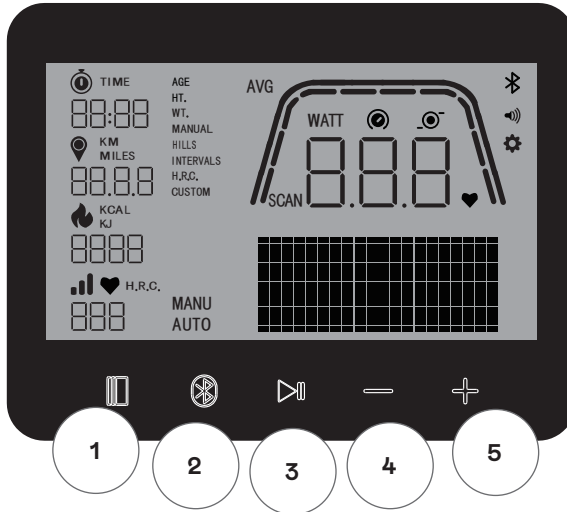 TIME
88:88
KM
MILES
88.8.8
KCAL
KJ
8888
H.R.C.
888
AGE
HT.
WT.
MANUAL
HILLS
INTERVALS
H.R.C.
CUSTOM
MANU
AUTO
AVG
WATT
8.8.8
SCAN
1
2
3
4
5